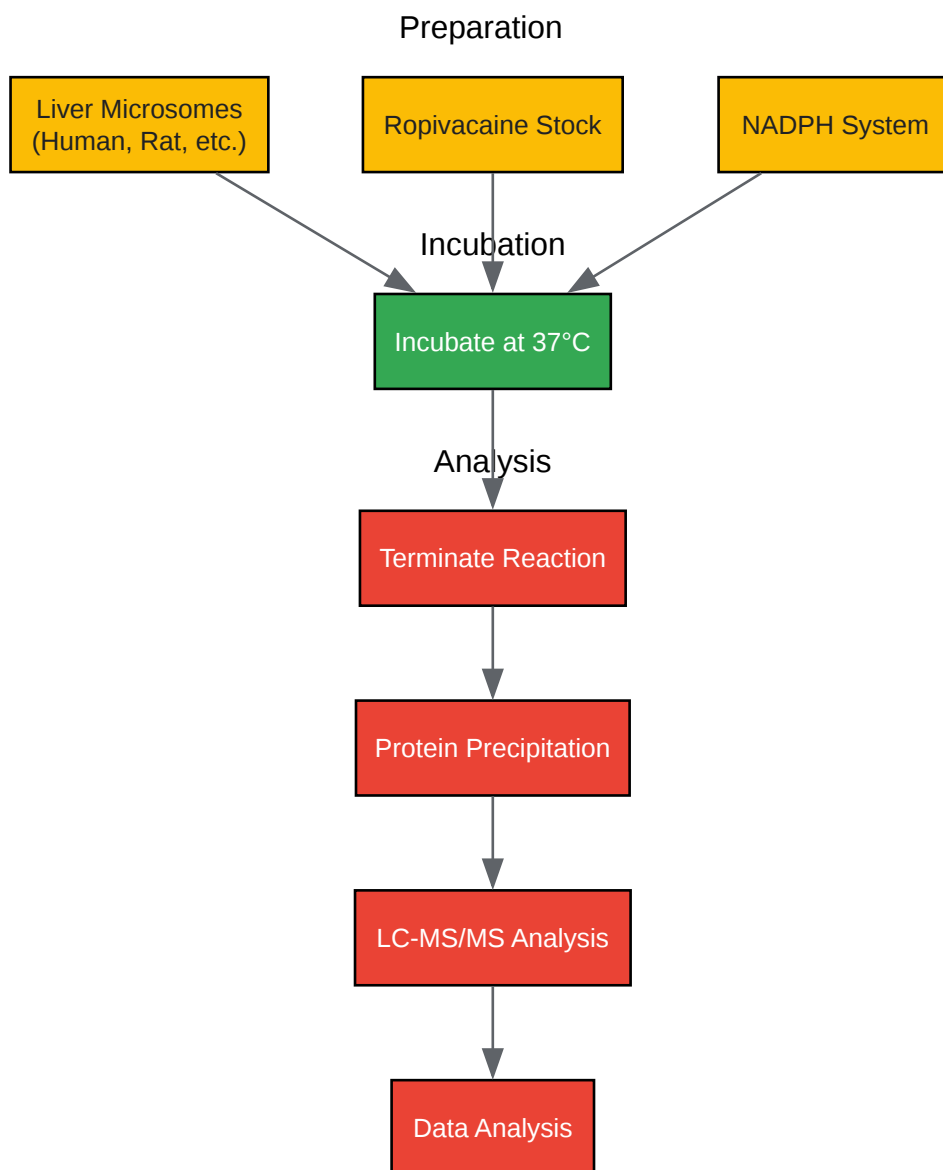 Preparation
Liver Microsomes
(Human, Rat, etc.)
Ropivacaine Stock
NADPH System
Incubation
Incubate at 37°C
Analysis
Terminate Reaction
Protein Precipitation
LC-MS/MS Analysis
Data Analysis